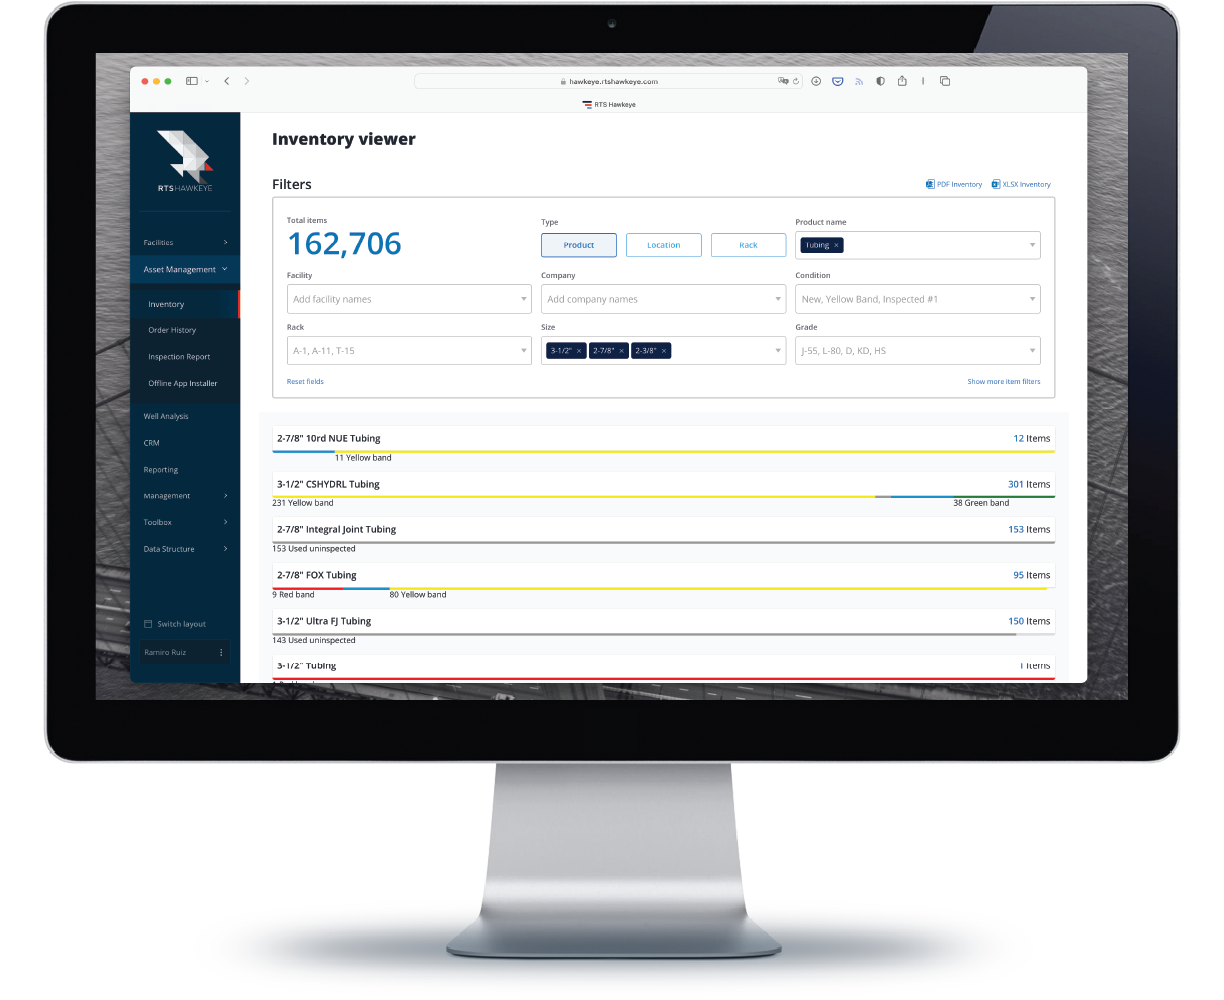 hawkeye.rtshawkeye.com
RTS Hawkeye
RTSHAWKEYE
Facilities
Asset Management
Inventory
Order History
Inspection Report
Offline App Installer
Well Analysis
CRM
Reporting
Management
Toolbox
Data Structure
Switch layout
Ramiro Ruiz
Inventory viewer
Filters
PDF Inventory XLSX Inventory
Total items
162,706
Type
Product Location Rack
Product name
Tubing ×
Facility
Add facility names
Company
Add company names
Condition
New, Yellow Band, Inspected #1
Rack
A-1, A-11, T-15
Size
3-1/2" × 2-7/8" × 2-3/8" ×
Grade
J-55, L-80, D, KD, HS
Reset fields
Show more item filters
2-7/8" 10rd NUE Tubing 12 Items
11 Yellow band
3-1/2" CSHYDRL Tubing 301 Items
231 Yellow band 38 Green band
2-7/8" Integral Joint Tubing 153 Items
153 Used uninspected
2-7/8" FOX Tubing 95 Items
9 Red band 80 Yellow band
3-1/2" Ultra FJ Tubing 150 Items
143 Used uninspected
3-1/2" Tubing 1 Items